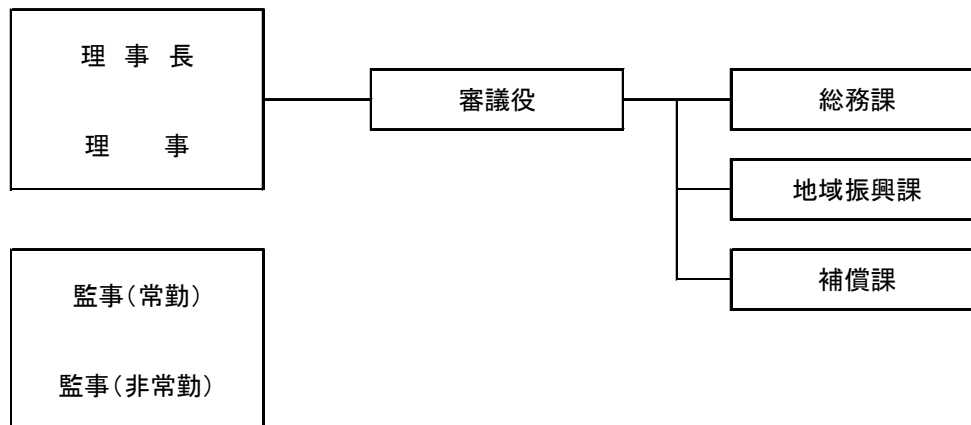 理 事 長
理 事
審議役
総務課
地域振興課
補償課
監事(常勤)
監事(非常勤)